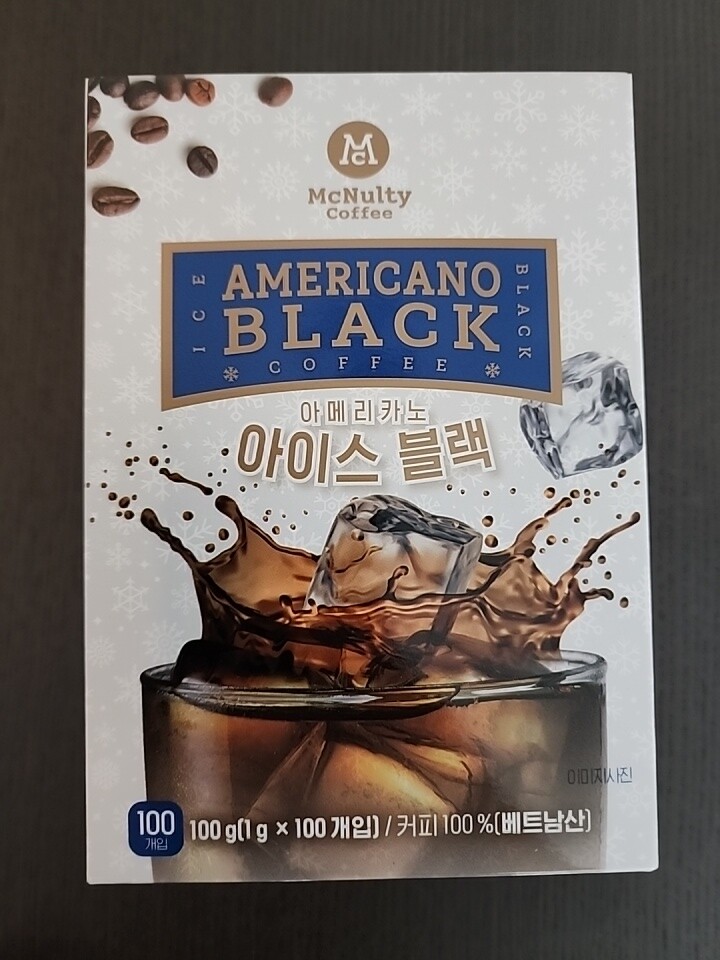 Mc
McNulty
Coffee
ICE
AMERICANO
BLACK
BLACK
COFFEE
아메리카노
아이스 블랙
이미지사진
100
개입
100 g(1 g × 100 개입) / 커피 100 %(베트남산)